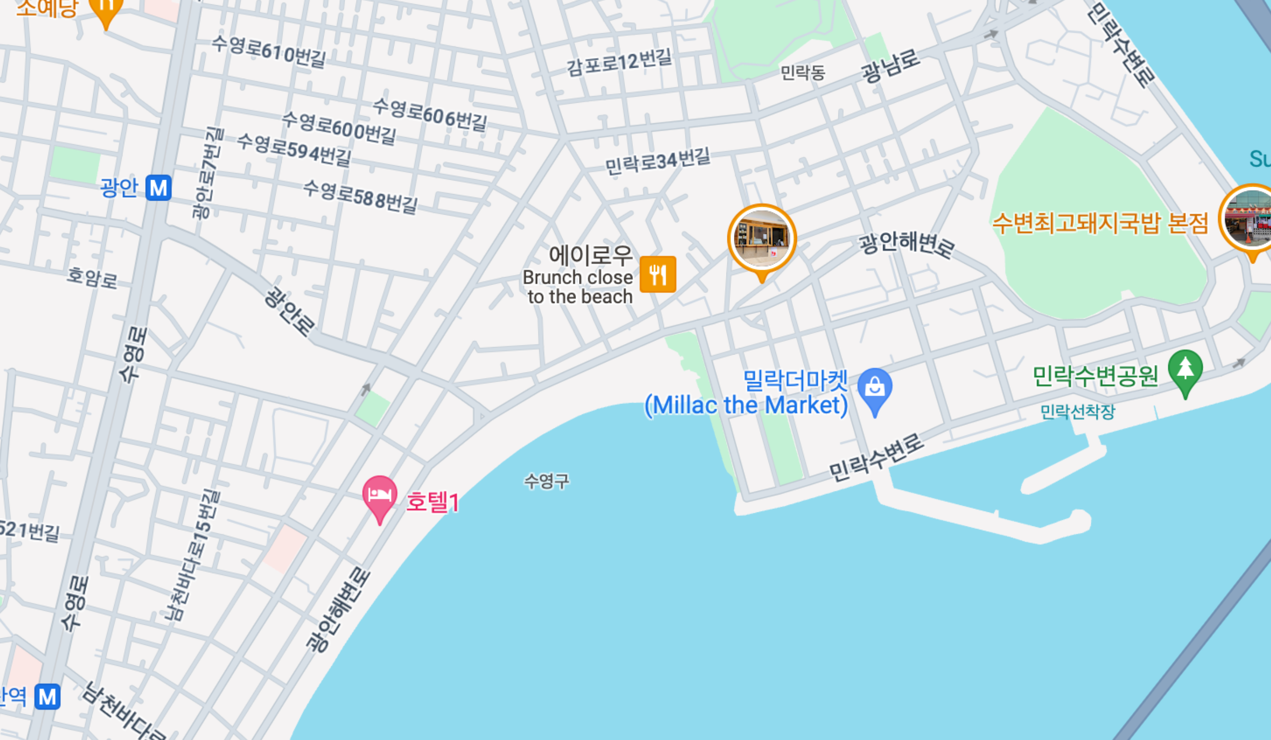 소예당
수영로610번길
감포로12번길
민락동
광남로
민락수변로
수영로606번길
수영로600번길
수영로594번길
민락로34번길
광안로7번길
광안
M
수영로588번길
Su
수변최고돼지국밥 본점
에이로우
Brunch close
to the beach
광안해변로
호암로
광안로
수영로
밀락더마켓
(Millac the Market)
민락수변공원
민락선착장
민락수변로
수영구
호텔1
521번길
남천바다로15번길
수영로
광안해변로
M
남천바다로